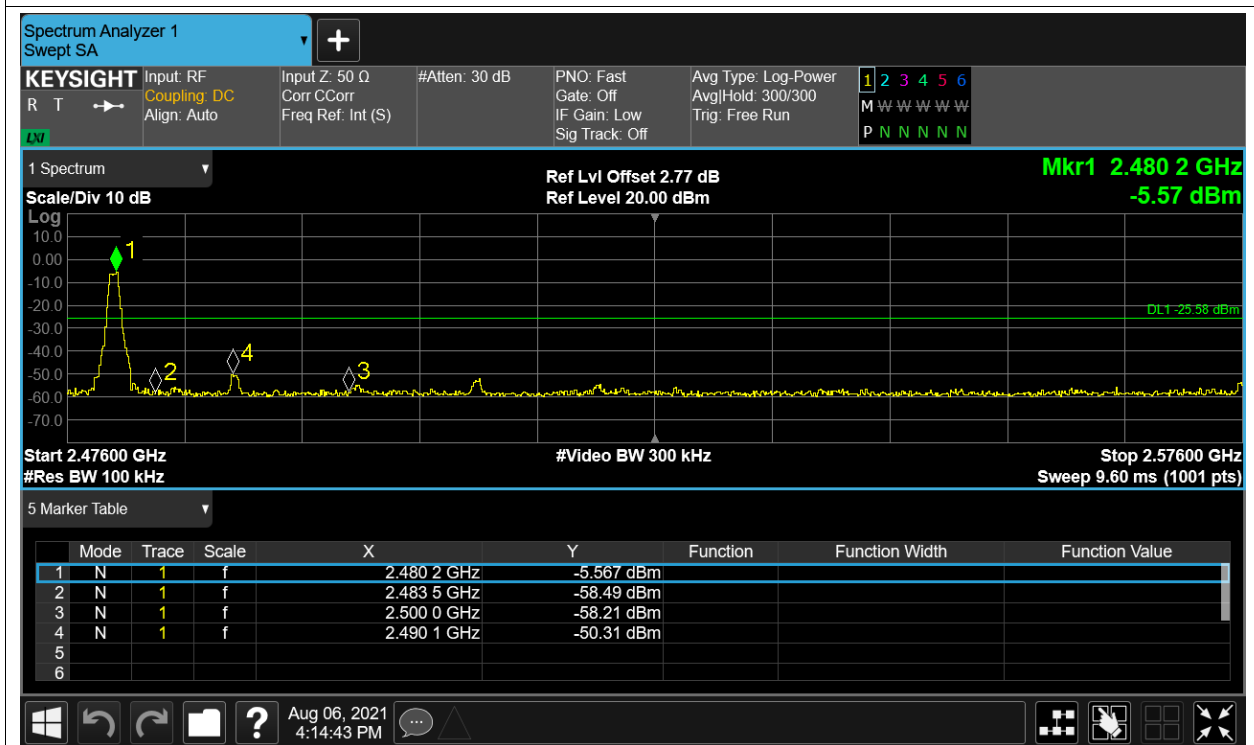 Spectrum Analyzer 1
Swept SA
+
KEYSIGHT Input: RF Input Z: 50 Ω #Atten: 30 dB PNO: Fast Avg Type: Log-Power 1 2 3 4 5 6
R T Coupling: DC Corr CCorr Gate: Off Avg|Hold: 300/300 M W W W W W
Align: Auto Freq Ref: Int (S) IF Gain: Low Trig: Free Run
LXI Sig Track: Off P N N N N N
1 Spectrum Ref Lvl Offset 2.77 dB Mkr1 2.480 2 GHz
Scale/Div 10 dB Ref Level 20.00 dBm -5.57 dBm
Log
10.0
1
0.00
-10.0
-20.0
DL1 -25.58 dBm
-30.0
-40.0
4
-50.0
2 3
-60.0
-70.0
Start 2.47600 GHz #Video BW 300 kHz Stop 2.57600 GHz
#Res BW 100 kHz Sweep 9.60 ms (1001 pts)
5 Marker Table
Mode Trace Scale X Y Function Function Width Function Value
1 N 1 f 2.480 2 GHz -5.567 dBm
2 N 1 f 2.483 5 GHz -58.49 dBm
3 N 1 f 2.500 0 GHz -58.21 dBm
4 N 1 f 2.490 1 GHz -50.31 dBm
5
6
? Aug 06, 2021
4:14:43 PM